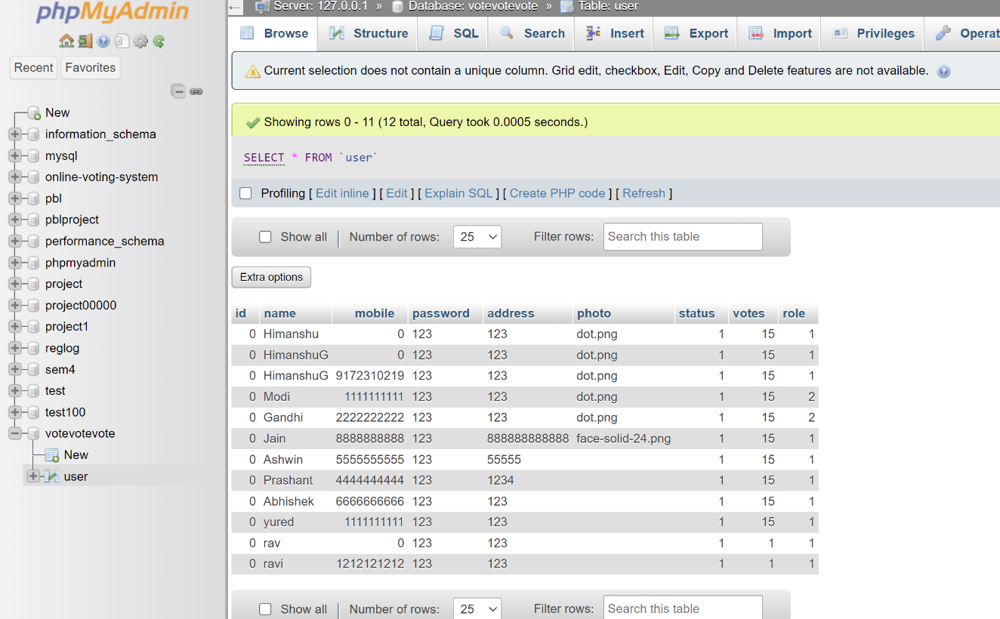 phpMyAdmin
Recent Favorites
New
information_schema
mysql
online-voting-system
pbl
pblproject
performance_schema
phpmyadmin
project
project00000
project1
reglog
sem4
test
test100
votevotevote
New
user
Server: 127.0.0.1 » Database: votevotevote » Table: user
Browse Structure SQL Search Insert Export Import Privileges Operat
Current selection does not contain a unique column. Grid edit, checkbox, Edit, Copy and Delete features are not available.
Showing rows 0 - 11 (12 total, Query took 0.0005 seconds.)
SELECT * FROM `user`
Profiling [ Edit inline ] [ Edit ] [ Explain SQL ] [ Create PHP code ] [ Refresh ]
Show all | Number of rows: 25 Filter rows: Search this table
Extra options
id name mobile password address photo status votes role
0 Himanshu 0 123 123 dot.png 1 15 1
0 HimanshuG 0 123 123 dot.png 1 15 1
0 HimanshuG 9172310219 123 123 dot.png 1 15 1
0 Modi 1111111111 123 123 dot.png 1 15 2
0 Gandhi 2222222222 123 123 dot.png 1 15 2
0 Jain 8888888888 123 888888888888 face-solid-24.png 1 15 1
0 Ashwin 5555555555 123 55555 1 15 1
0 Prashant 4444444444 123 1234 1 15 1
0 Abhishek 6666666666 123 123 1 15 1
0 yured 1111111111 123 123 1 15 1
0 rav 0 123 123 1 1 1
0 ravi 1212121212 123 123 1 1 1
Show all | Number of rows: 25 Filter rows: Search this table